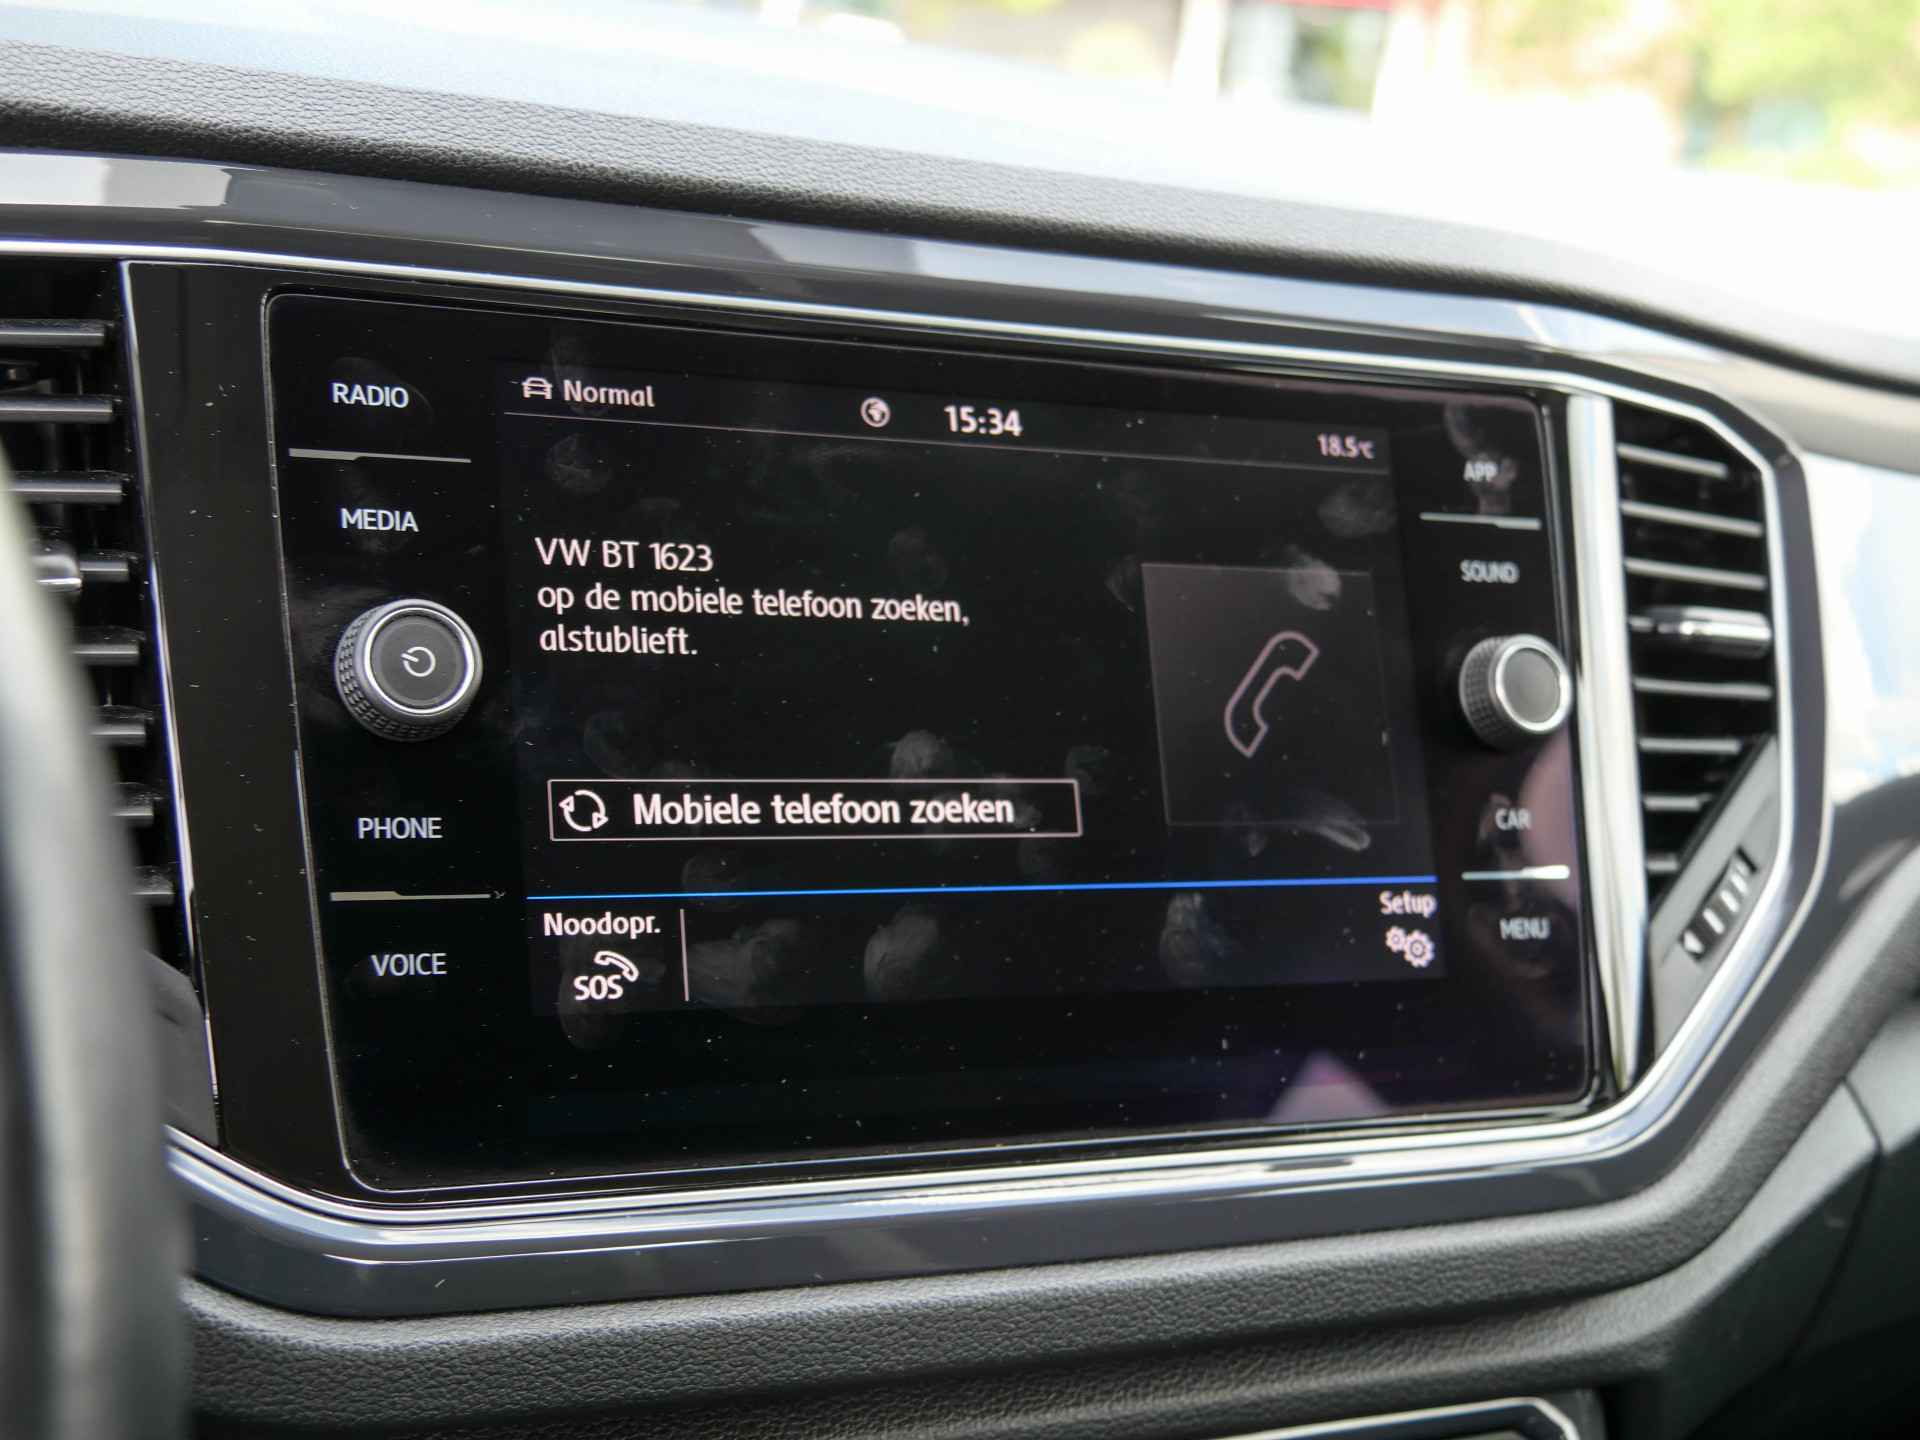 RADIO
MEDIA
PHONE
VOICE
Normal
15:34
18.5°C
VW BT 1623
op de mobiele telefoon zoeken,
alstublieft.
Mobiele telefoon zoeken
Noodopr.
SOS
Setup
APP
SOUND
CAR
MENU